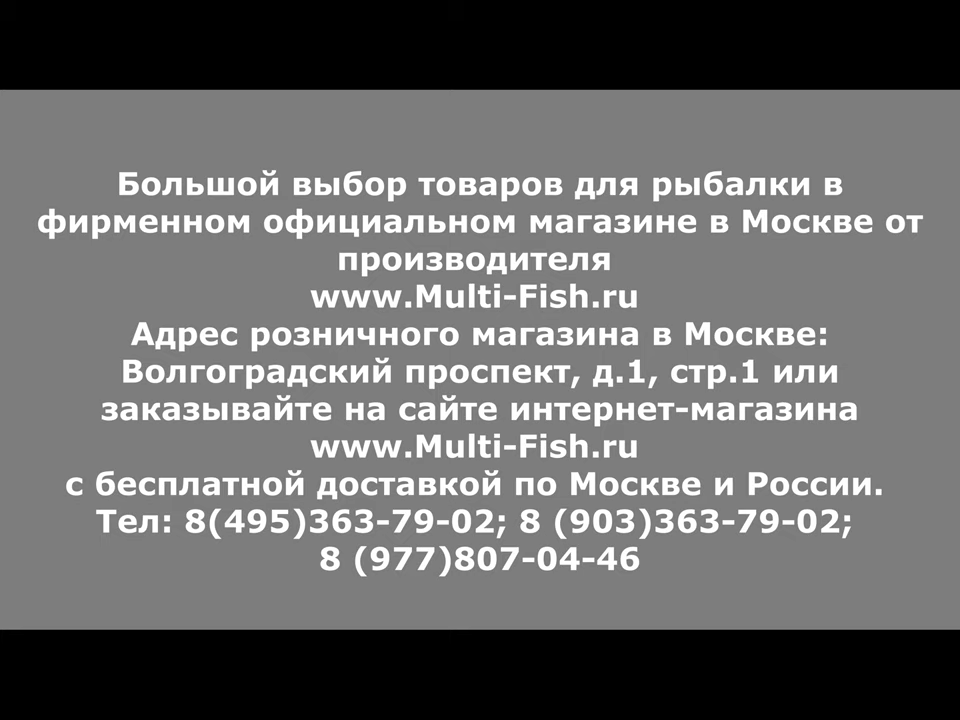 Большой выбор товаров для рыбалки в
фирменном официальном магазине в Москве от
производителя
www.Multi-Fish.ru
Адрес розничного магазина в Москве:
Волгоградский проспект, д.1, стр.1 или
заказывайте на сайте интернет-магазина
www.Multi-Fish.ru
с бесплатной доставкой по Москве и России.
Тел: 8(495)363-79-02; 8 (903)363-79-02;
8 (977)807-04-46